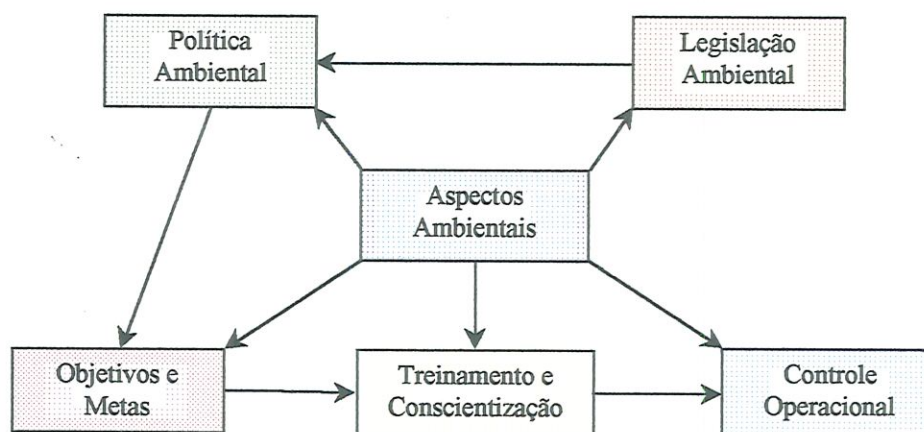 Política
Ambiental
Legislação
Ambiental
Aspectos
Ambientais
Objetivos e
Metas
Treinamento e
Conscientização
Controle
Operacional